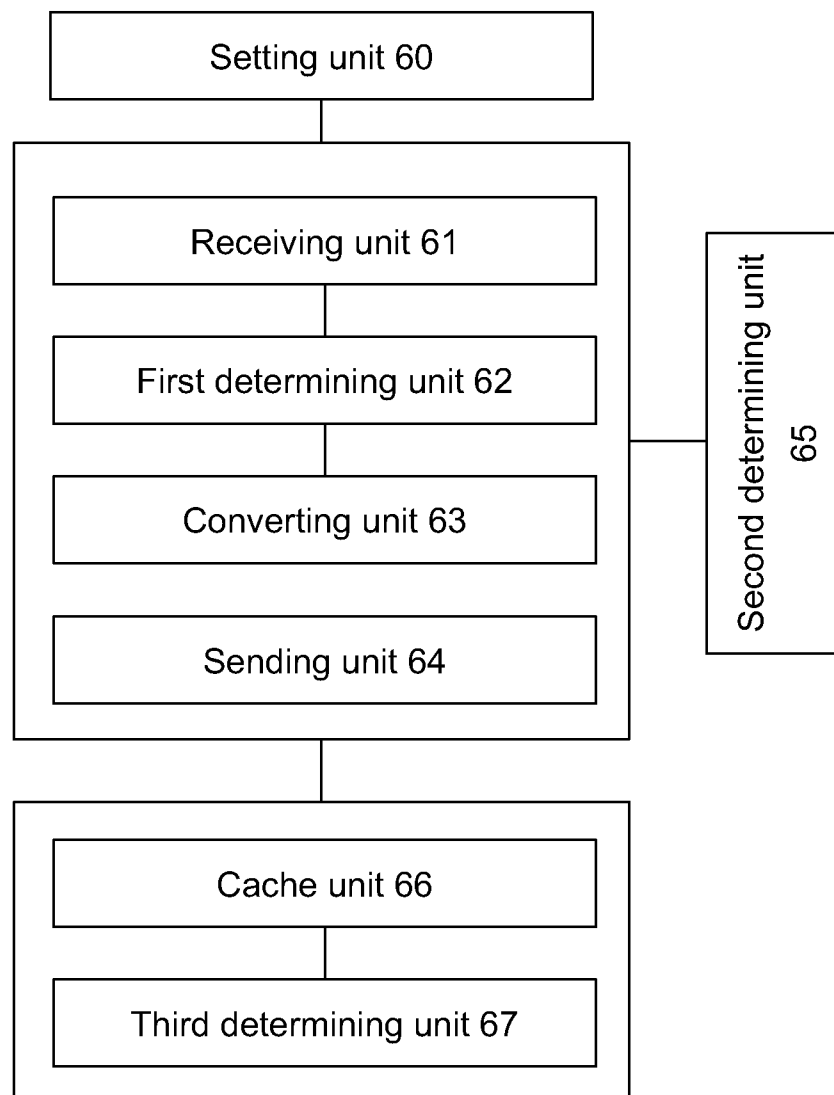 Setting unit 60
Receiving unit 61
First determining unit 62
Converting unit 63
Sending unit 64
Second determining unit
65
Cache unit 66
Third determining unit 67